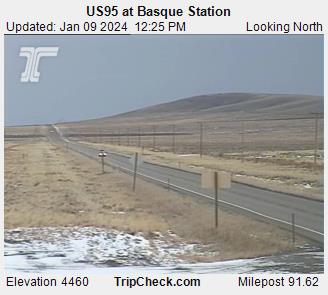 US95 at Basque Station
Updated: Jan 09 2024 12:25 PM Looking North
Elevation 4460 TripCheck.com Milepost 91.62